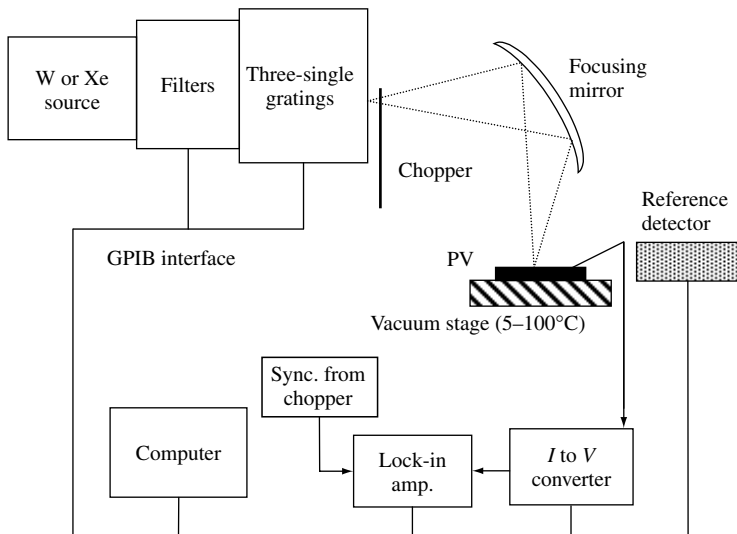 W or Xe
source
Filters
Three-single
gratings
Focusing
mirror
Chopper
Reference
detector
GPIB interface
PV
Vacuum stage (5–100°C)
Sync. from
chopper
Computer
Lock-in
amp.
I to V
converter